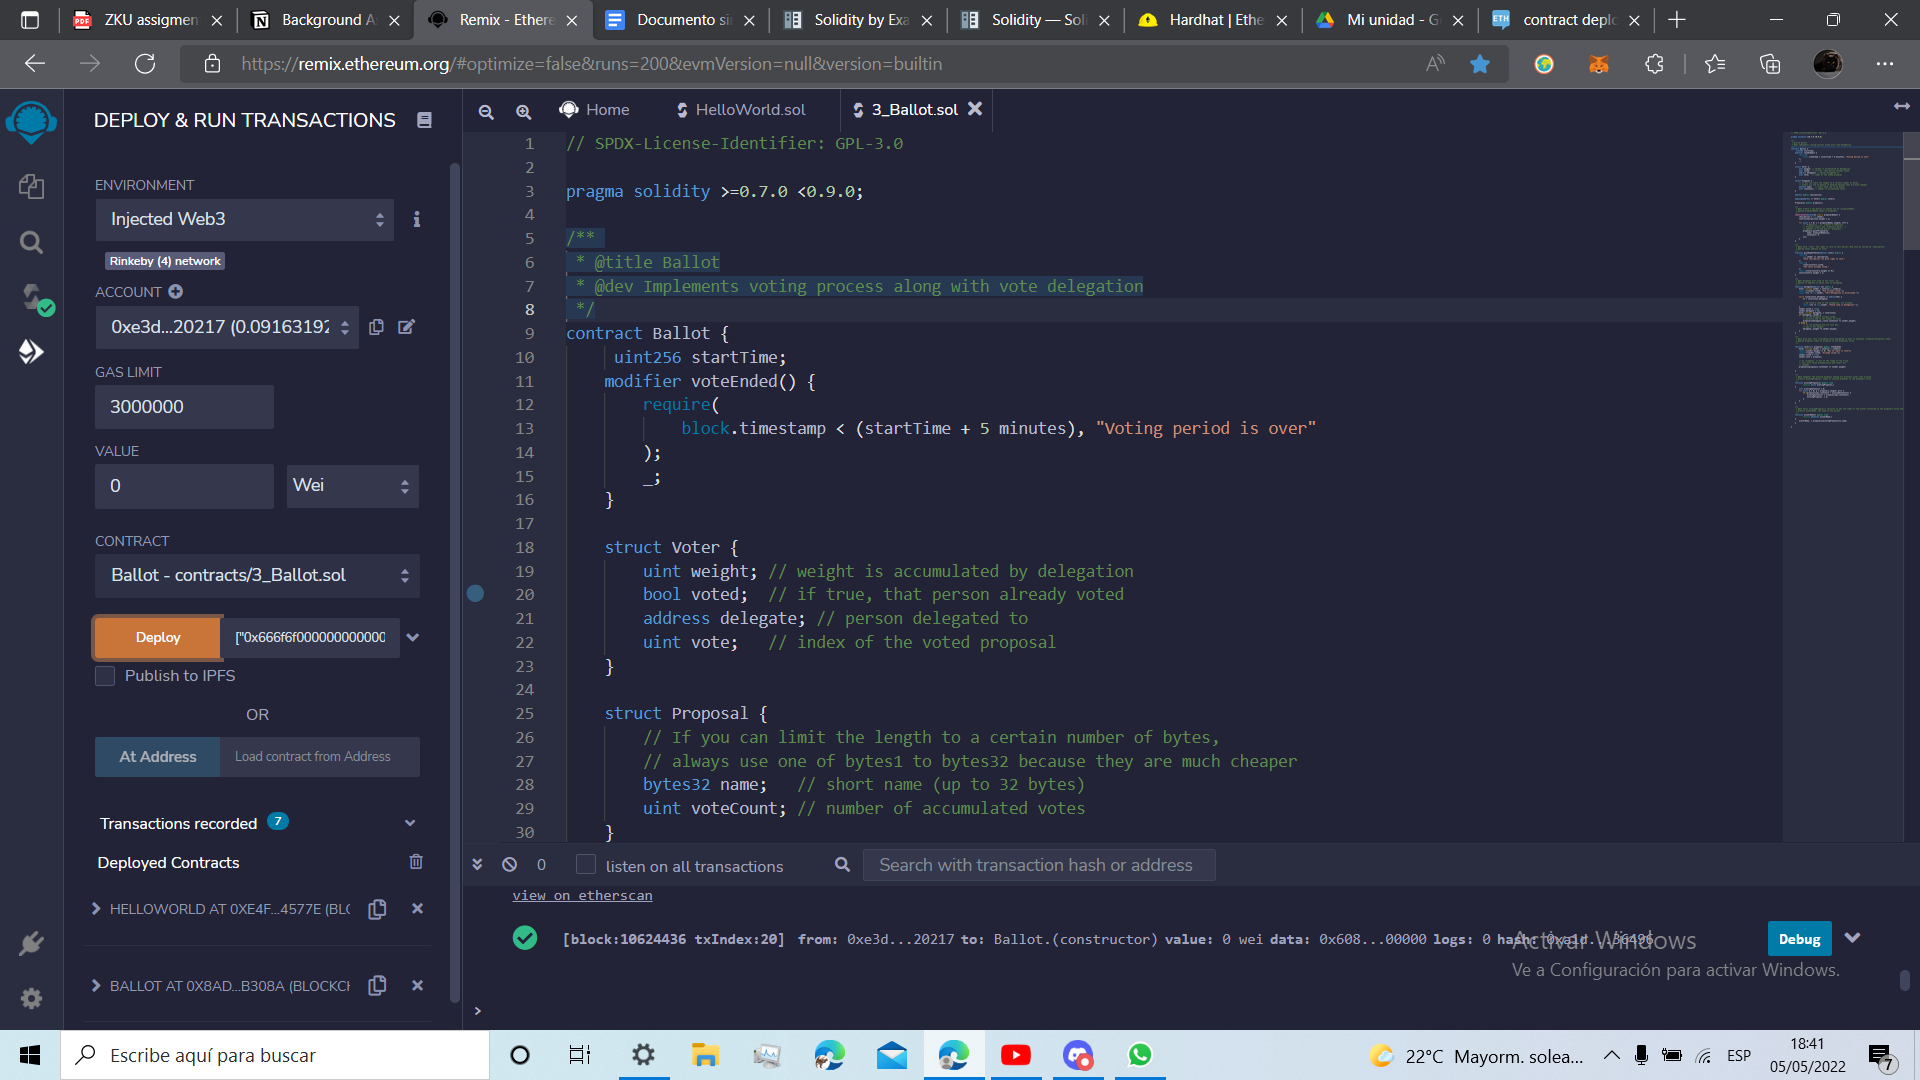 ZKU assigmen
Background A
Remix - Ethere
Documento si
Solidity by Exa
Solidity — Soli
Hardhat | Ethe
Mi unidad - G
contract deplo
https://remix.ethereum.org/#optimize=false&runs=200&evmVersion=null&version=builtin
DEPLOY & RUN TRANSACTIONS
ENVIRONMENT
Injected Web3
Rinkeby (4) network
ACCOUNT
0xe3d...20217 (0.09163192
GAS LIMIT
3000000
VALUE
0
Wei
CONTRACT
Ballot - contracts/3_Ballot.sol
Deploy
["0x666f6f000000000000
Publish to IPFS
OR
At Address
Load contract from Address
Transactions recorded 7
Deployed Contracts
HELLOWORLD AT 0XE4F...4577E (BLO
BALLOT AT 0X8AD...B308A (BLOCKCH
Home
HelloWorld.sol
3_Ballot.sol
1 // SPDX-License-Identifier: GPL-3.0
2
3 pragma solidity >=0.7.0 <0.9.0;
4
5 /**
6 * @title Ballot
7 * @dev Implements voting process along with vote delegation
8 */
9 contract Ballot {
10 uint256 startTime;
11 modifier voteEnded() {
12 require(
13 block.timestamp < (startTime + 5 minutes), "Voting period is over"
14 );
15 _;
16 }
17
18 struct Voter {
19 uint weight; // weight is accumulated by delegation
20 bool voted; // if true, that person already voted
21 address delegate; // person delegated to
22 uint vote; // index of the voted proposal
23 }
24
25 struct Proposal {
26 // If you can limit the length to a certain number of bytes,
27 // always use one of bytes1 to bytes32 because they are much cheaper
28 bytes32 name; // short name (up to 32 bytes)
29 uint voteCount; // number of accumulated votes
30 }
0
listen on all transactions
Search with transaction hash or address
view on etherscan
[block:10624436 txIndex:20] from: 0xe3d...20217 to: Ballot.(constructor) value: 0 wei data: 0x608...00000 logs: 0 hash: 0xa1d...36496
Debug
>
Activar Windows
Ve a Configuración para activar Windows.
Escribe aquí para buscar
22°C Mayorm. solea...
ESP
18:41
05/05/2022
7